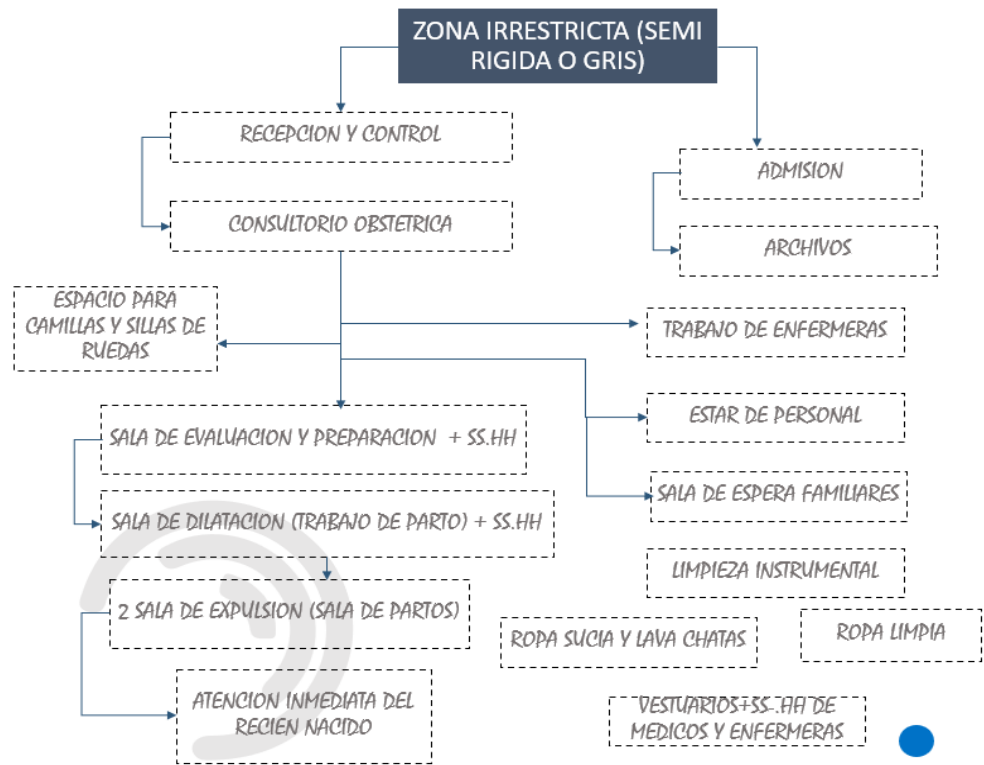 ZONA IRRESTRICTA (SEMI
RIGIDA O GRIS)
RECEPCION Y CONTROL
ADMISION
CONSULTORIO OBSTETRICA
ARCHIVOS
ESPACIO PARA
CAMILLAS Y SILLAS DE
RUEDAS
TRABAJO DE ENFERMERAS
ESTAR DE PERSONAL
SALA DE EVALUACION Y PREPARACION + SS.HH
SALA DE ESPERA FAMILIARES
SALA DE DILATACION (TRABAJO DE PARTO) + SS.HH
LIMPIEZA INSTRUMENTAL
2 SALA DE EXPULSION (SALA DE PARTOS)
ROPA SUCIA Y LAVA CHATAS
ROPA LIMPIA
ATENCION INMEDIATA DEL
RECIEN NACIDO
VESTUARIOS+SS-.HH DE
MEDICOS Y ENFERMERAS